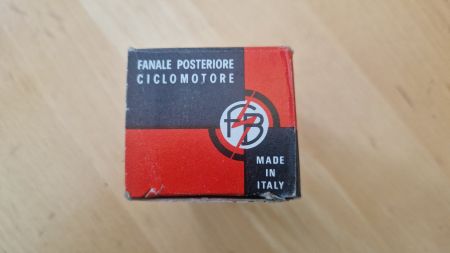 FANALE POSTERIORE
CICLOMOTORE
FB
MADE
IN
ITALY